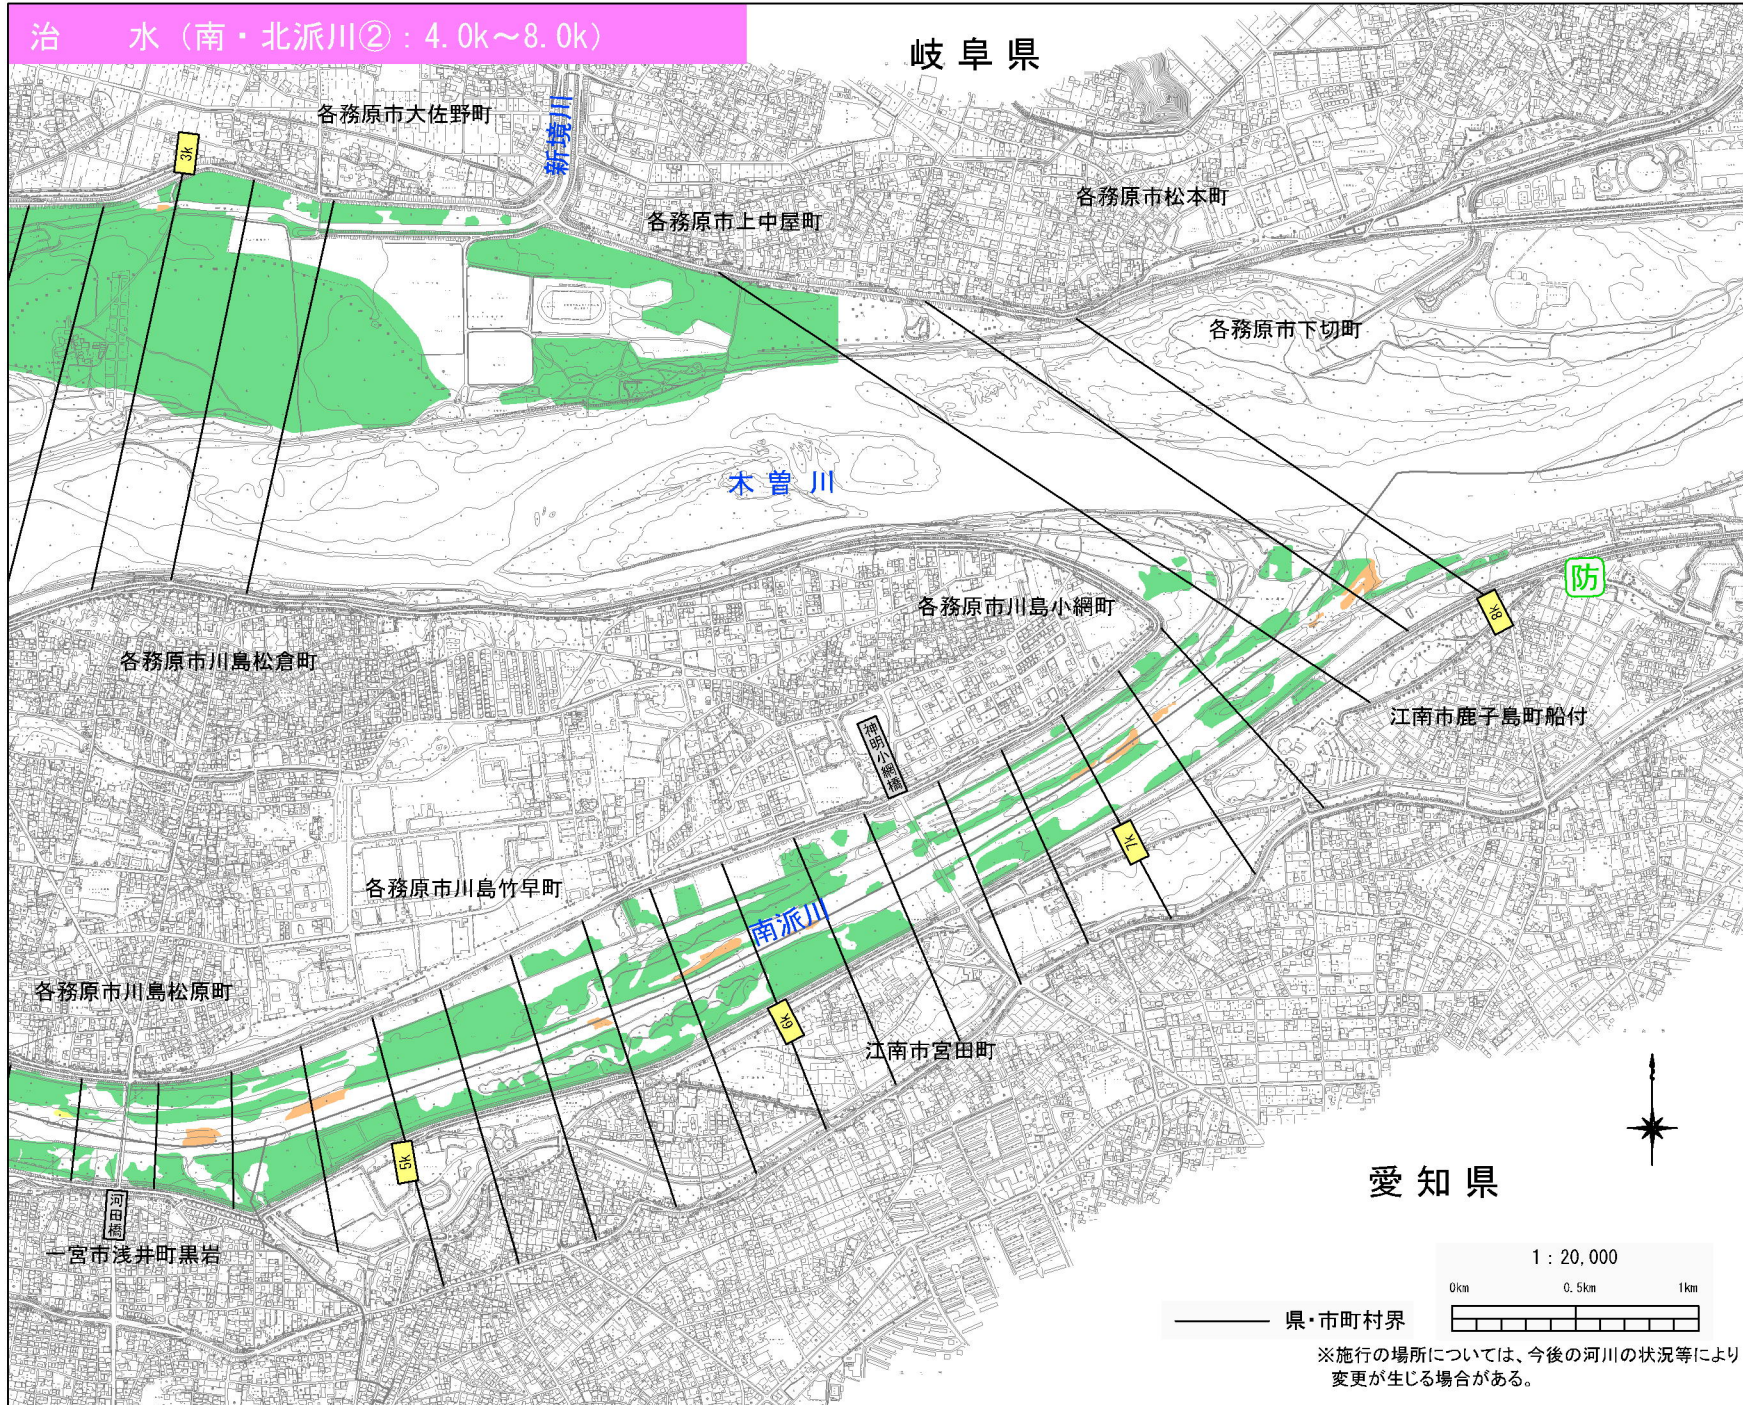 治　　水（南・北派川②：4.0k～8.0k）
岐阜県
各務原市大佐野町
新境川
3k
各務原市松本町
各務原市上中屋町
各務原市下切町
木曽川
防
各務原市川島小網町
8k
各務原市川島松倉町
江南市鹿子島町船付
神明小網橋
7k
各務原市川島竹早町
南派川
各務原市川島松原町
6k
江南市宮田町
5k
河田橋
愛知県
一宮市浅井町黒岩
1：20,000
0km 0.5km 1km
県・市町村界
※施行の場所については、今後の河川の状況等により
変更が生じる場合がある。